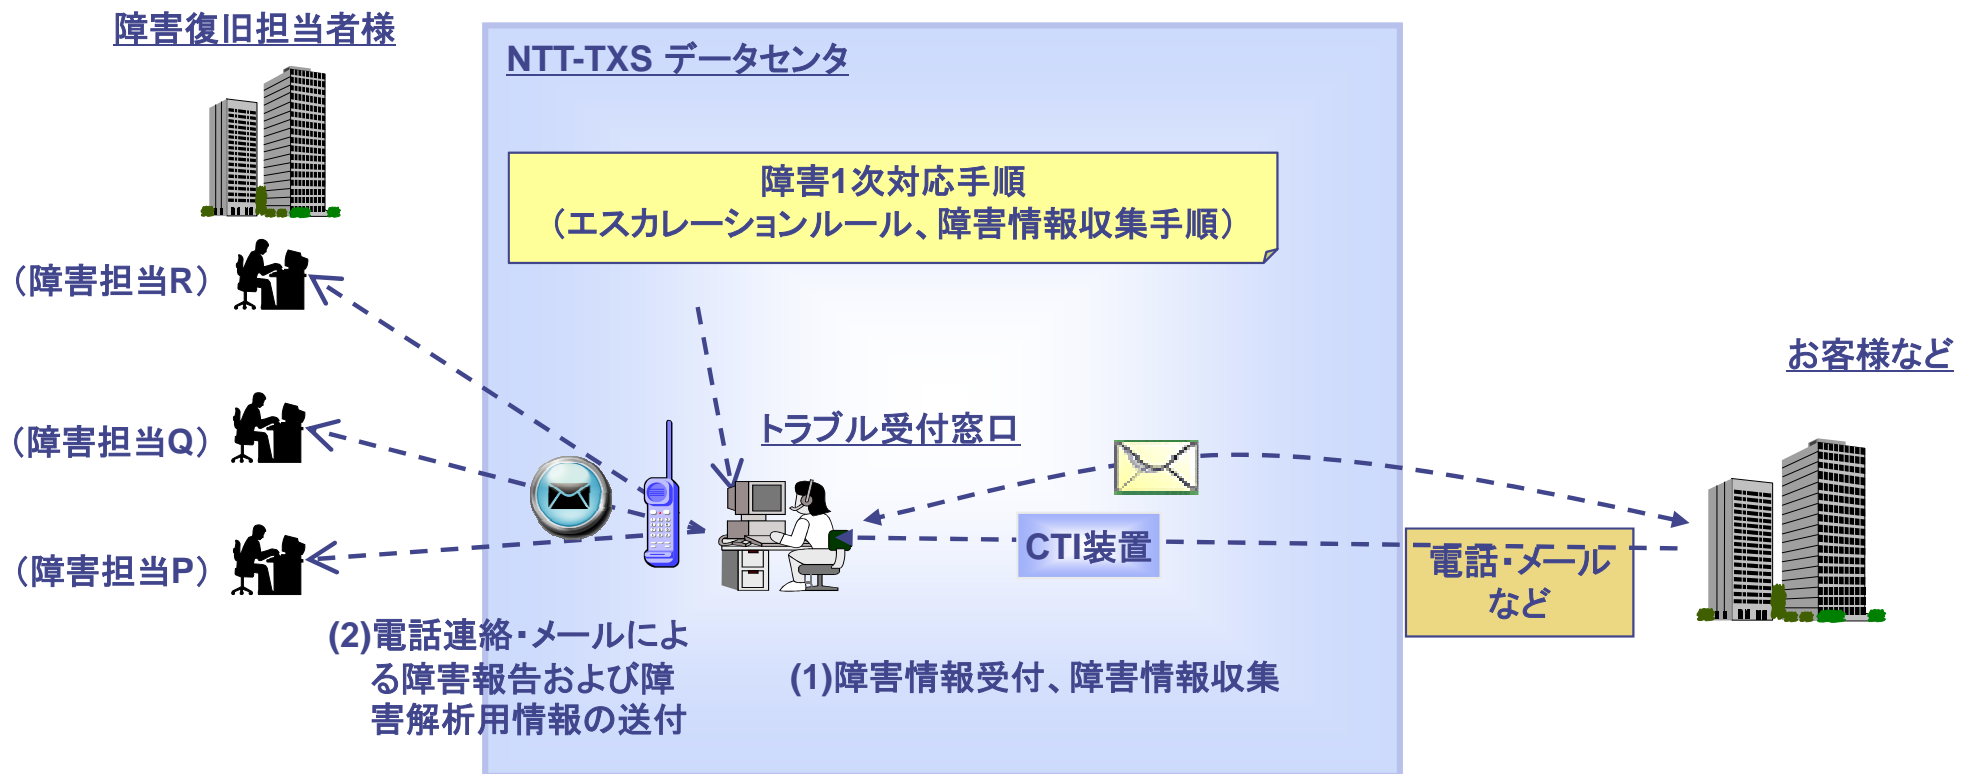 障害復旧担当者様
NTT-TXS データセンタ
障害1次対応手順
（エスカレーションルール、障害情報収集手順）
（障害担当R）
お客様など
トラブル受付窓口
（障害担当Q）
CTI装置
電話・メール
など
（障害担当P）
(2)電話連絡・メールによ
る障害報告および障
害解析用情報の送付
(1)障害情報受付、障害情報収集